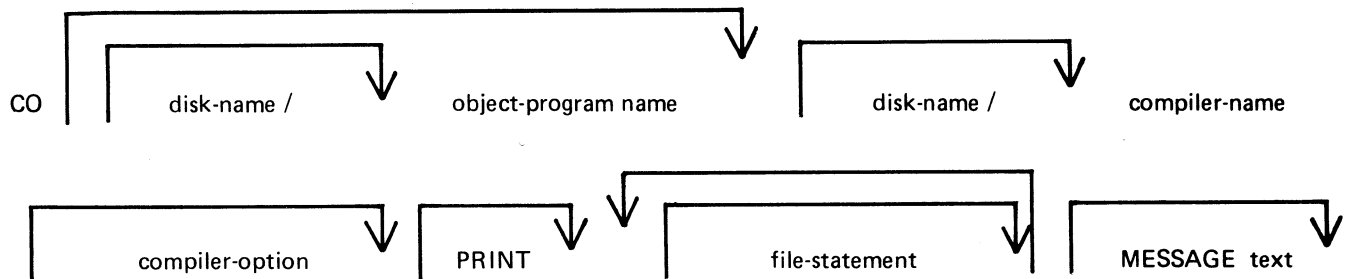 CO disk-name / object-program name disk-name / compiler-name
compiler-option PRINT file-statement MESSAGE text